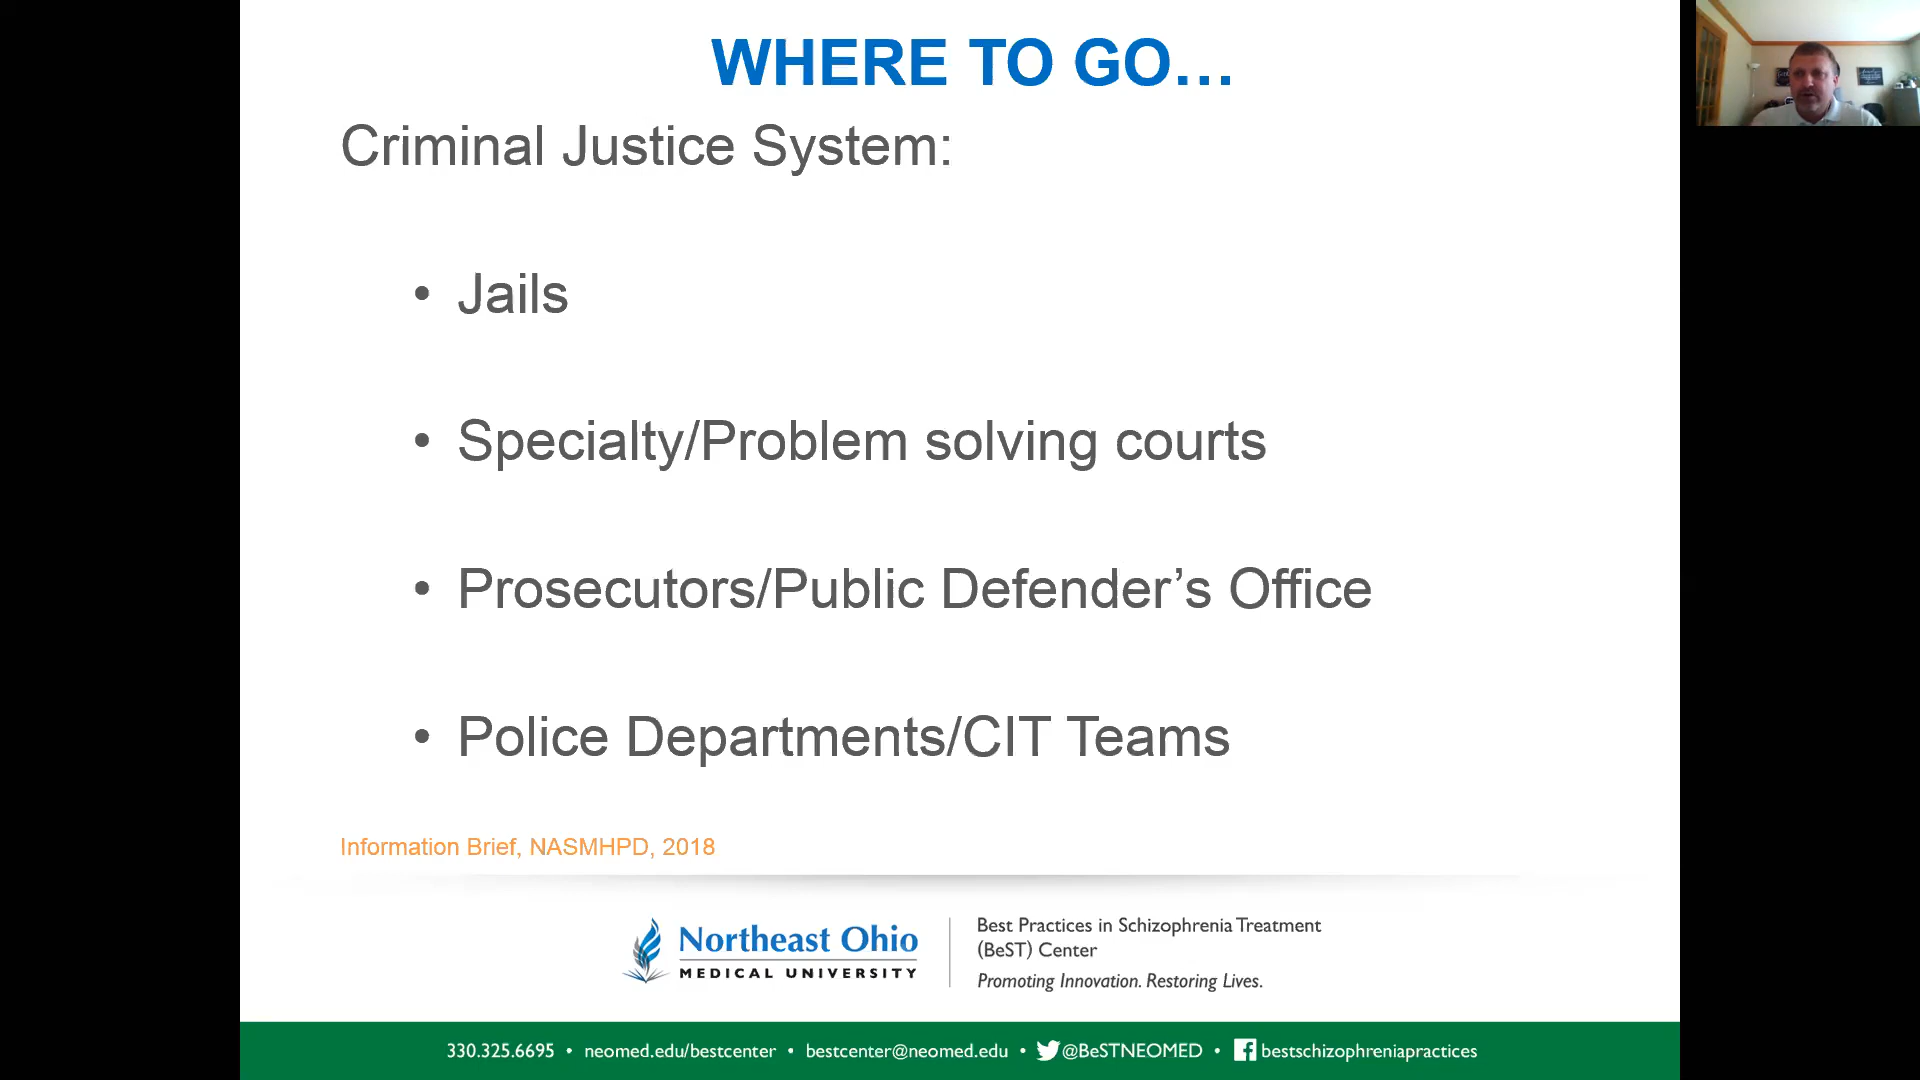 WHERE TO GO…
Criminal Justice System:
• Jails
• Specialty/Problem solving courts
• Prosecutors/Public Defender’s Office
• Police Departments/CIT Teams
Information Brief, NASMHPD, 2018
Northeast Ohio
MEDICAL UNIVERSITY
Best Practices in Schizophrenia Treatment
(BeST) Center
Promoting Innovation. Restoring Lives.
330.325.6695 • neomed.edu/bestcenter • bestcenter@neomed.edu • @BeSTNEOMED • bestschizophreniapractices